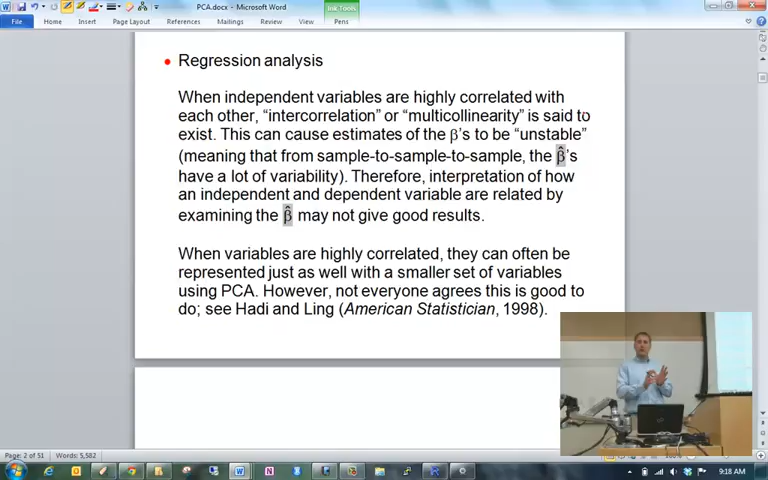 PCA.docx - Microsoft Word
Ink Tools
File Home Insert Page Layout References Mailings Review View Pens
• Regression analysis
When independent variables are highly correlated with
each other, “intercorrelation” or “multicollinearity” is said to
exist. This can cause estimates of the β's to be “unstable”
(meaning that from sample-to-sample-to-sample, the β̂'s
have a lot of variability). Therefore, interpretation of how
an independent and dependent variable are related by
examining the β̂ may not give good results.
When variables are highly correlated, they can often be
represented just as well with a smaller set of variables
using PCA. However, not everyone agrees this is good to
do; see Hadi and Ling (American Statistician, 1998).
Page: 2 of 51 Words: 5,582
9:18 AM